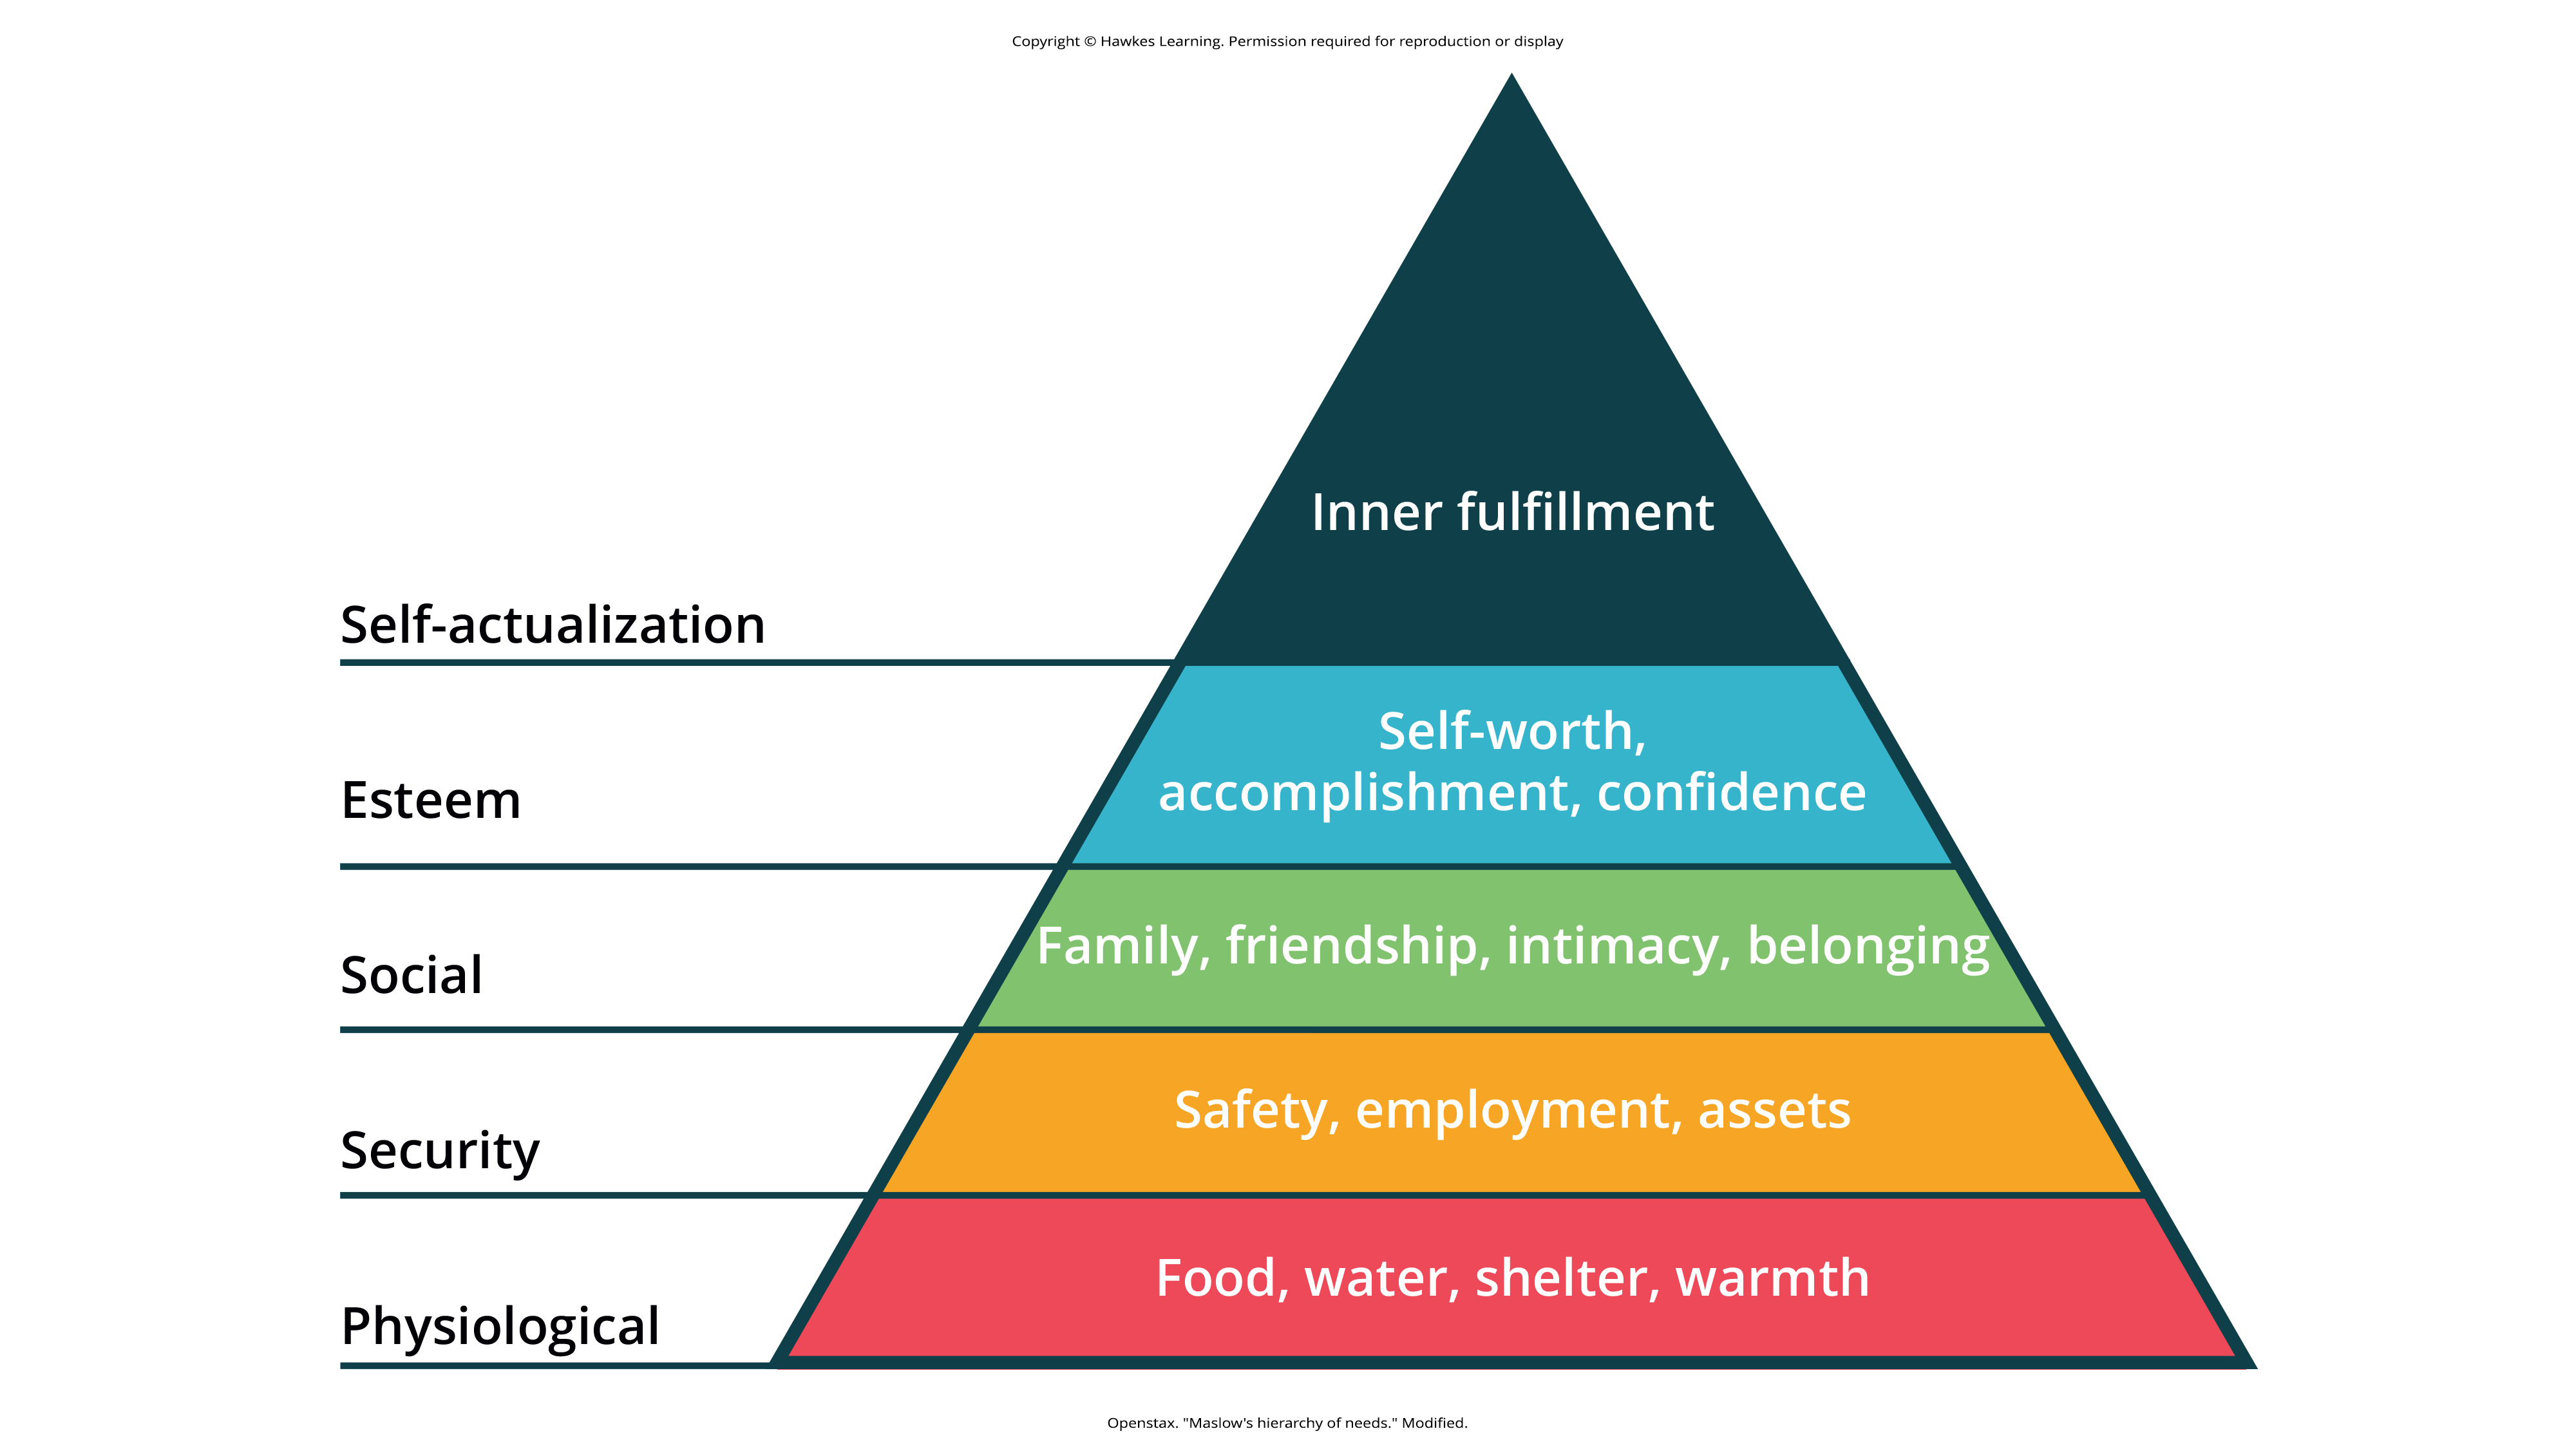 Copyright © Hawkes Learning. Permission required for reproduction or display
Inner fulfillment
Self-actualization
Self-worth,
accomplishment, confidence
Esteem
Family, friendship, intimacy, belonging
Social
Safety, employment, assets
Security
Food, water, shelter, warmth
Physiological
Openstax. "Maslow's hierarchy of needs." Modified.